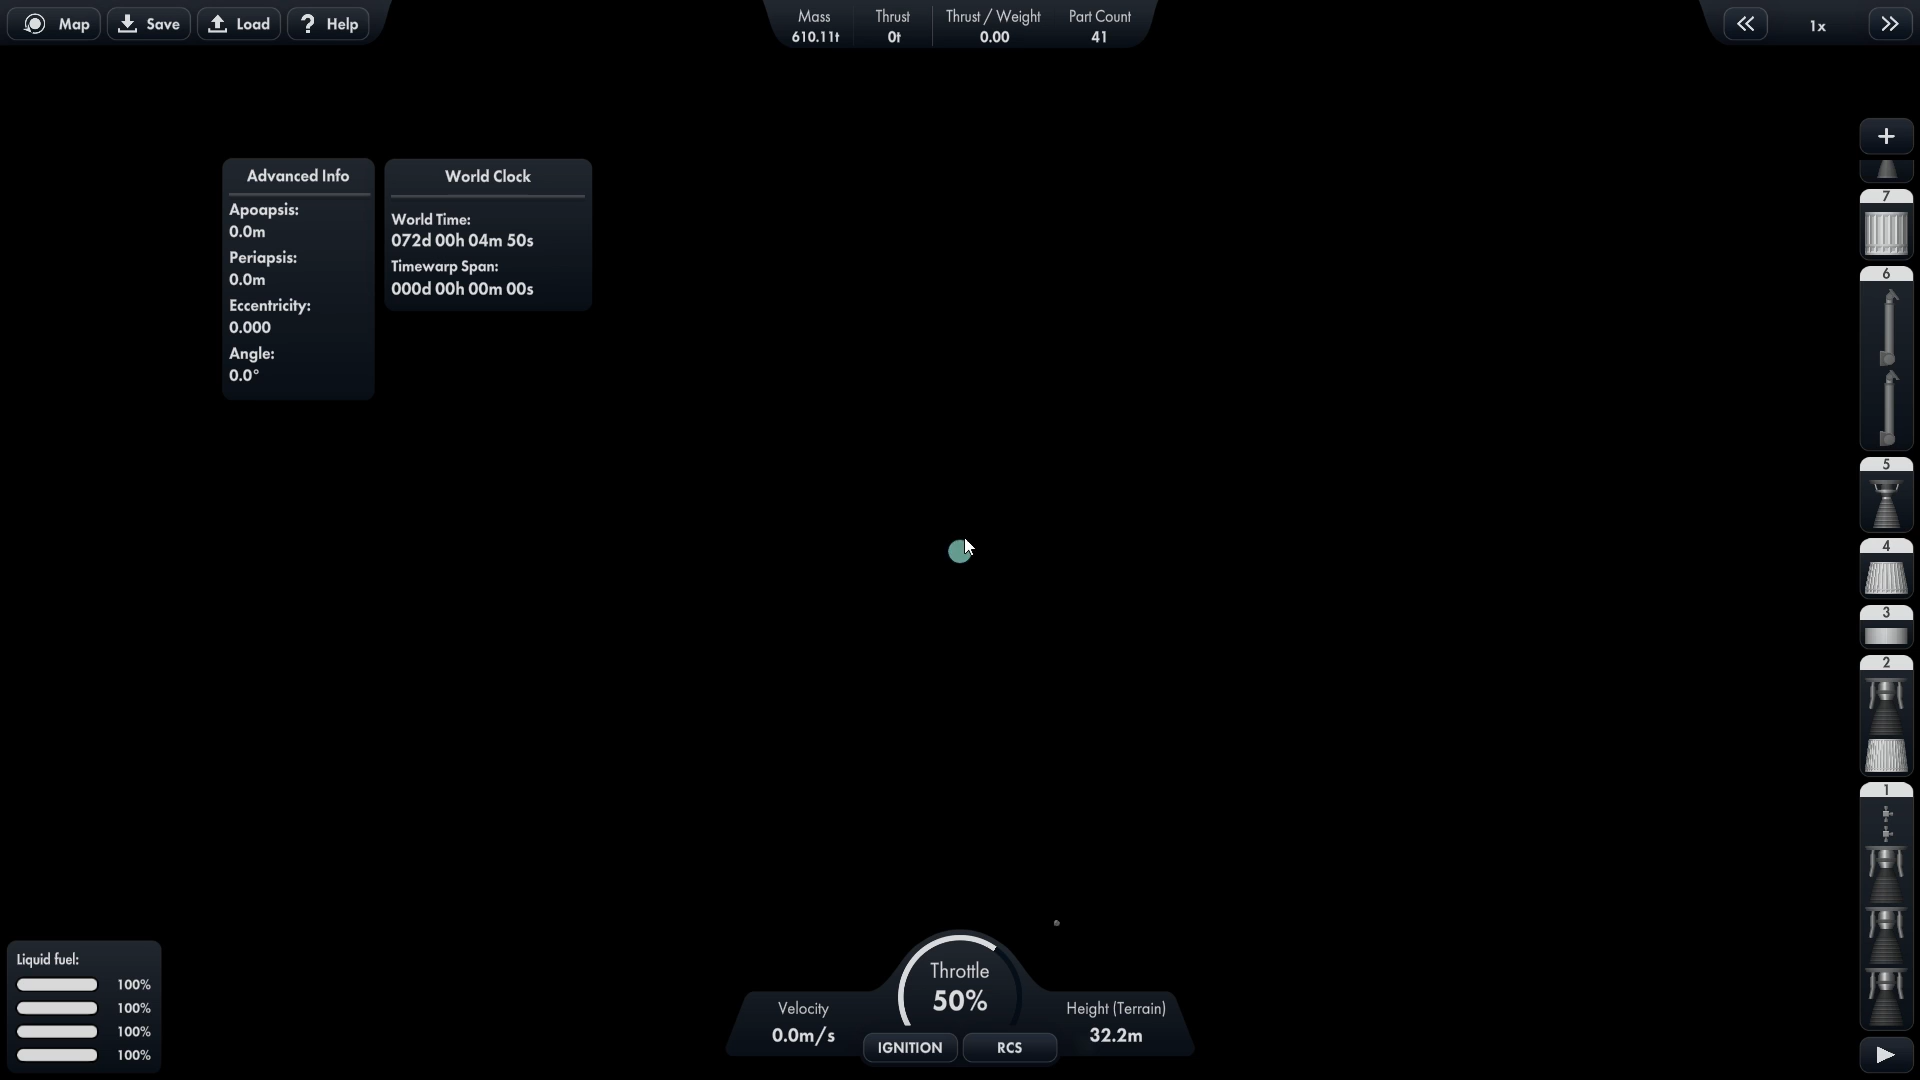 Map
Save
Load
? Help
Mass
610.11t
Thrust
0t
Thrust / Weight
0.00
Part Count
41
1x
Advanced Info
Apoapsis:
0.0m
Periapsis:
0.0m
Eccentricity:
0.000
Angle:
0.0°
World Clock
World Time:
072d 00h 04m 50s
Timewarp Span:
000d 00h 00m 00s
7
6
5
4
3
2
1
Liquid fuel:
100%
100%
100%
100%
Throttle
50%
Velocity
0.0m/s
Height (Terrain)
32.2m
IGNITION
RCS